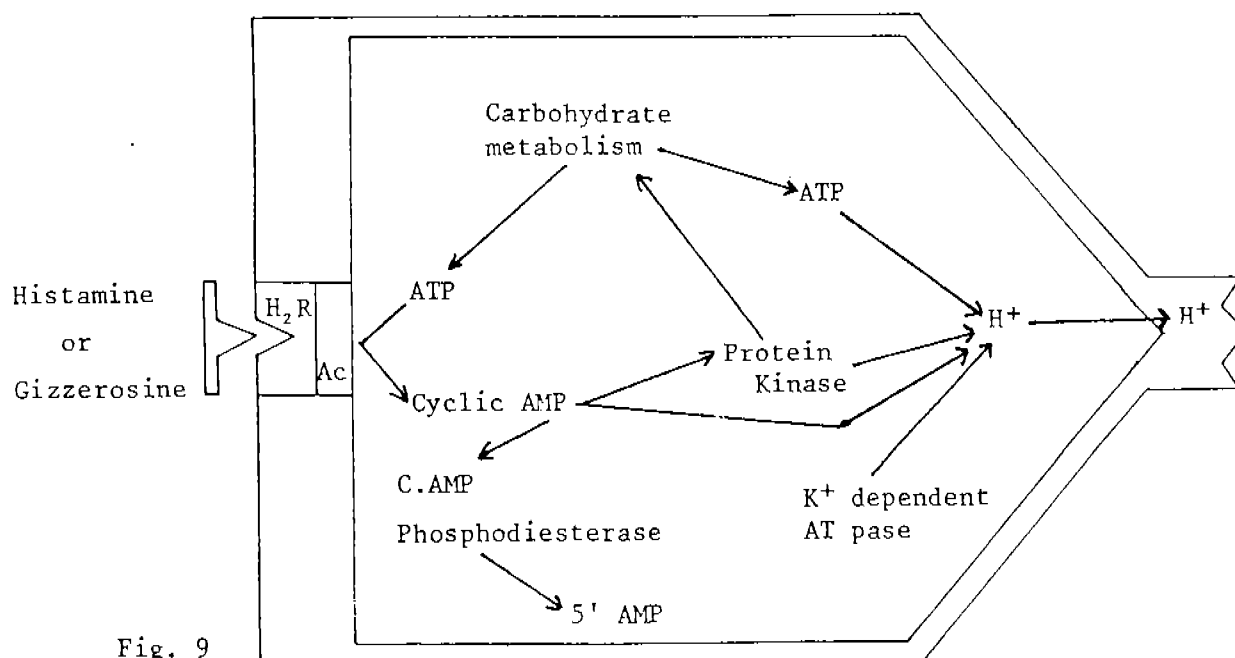 Carbohydrate
metabolism
ATP
ATP
Histamine
or
Gizzerosine
H₂R
Ac
H⁺
H⁺
Protein
Kinase
Cyclic AMP
C.AMP
Phosphodiesterase
K⁺ dependent
AT pase
5' AMP
Fig. 9